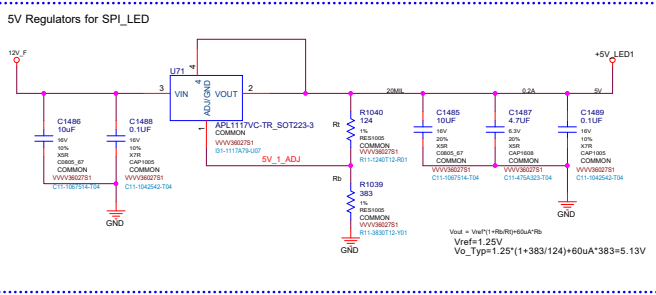 5V Regulators for SPI_LED
12V_F
+5V_LED1
U71
4
4
3
VIN
ADJ/GND
VOUT
2
1
20MIL
0.2A
5V
APL1117VC-TR_SOT223-3
COMMON
VVVV36027S1
I31-1117A79-U07
5V_1_ADJ
C1486
10uF
16V
10%
X5R
C0805_67
COMMON
VVVV36027S1
C11-1067514-T04
C1488
0.1UF
16V
10%
X7R
CAP1005
COMMON
VVVV36027S1
C11-1042542-T04
GND
Rt
R1040
124
1%
RES1005
COMMON
VVVV36027S1
R11-1240T12-R01
Rb
R1039
383
1%
RES1005
COMMON
VVVV36027S1
R11-3830T12-Y01
GND
C1485
10UF
16V
20%
X5R
C0805_67
COMMON
VVVV36027S1
C11-1067514-T04
C1487
4.7UF
6.3V
20%
X5R
CAP1608
COMMON
VVVV36027S1
C11-475A323-T04
C1489
0.1UF
16V
10%
X7R
CAP1005
COMMON
VVVV36027S1
C11-1042542-T04
GND
Vout = Vref*(1+Rb/Rt)+60uA*Rb
Vref=1.25V
Vo_Typ=1.25*(1+383/124)+60uA*383=5.13V